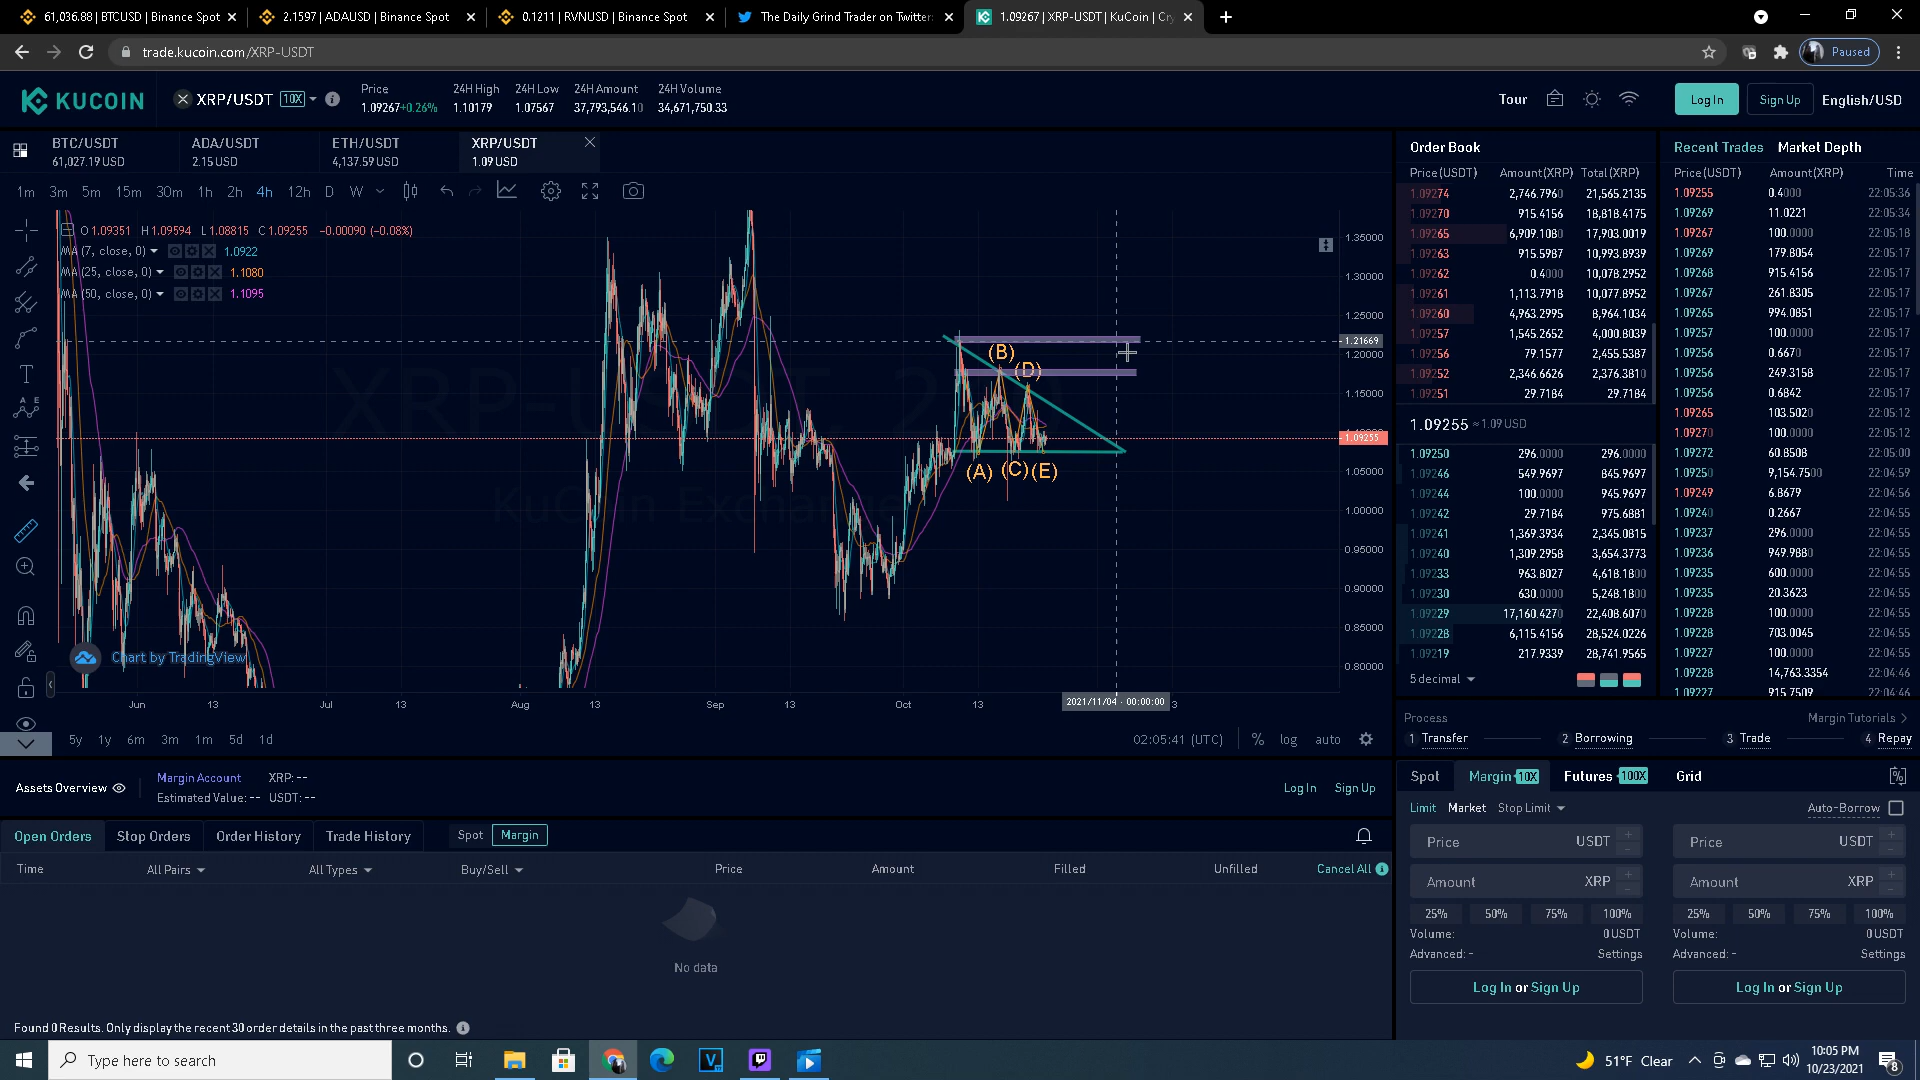 61,036.88 | BTCUSD | Binance Spot
2.1597 | ADAUSD | Binance Spot
0.1211 | RVNUSD | Binance Spot
The Daily Grind Trader on Twitter:
1.09267 | XRP-USDT | KuCoin | Cry
trade.kucoin.com/XRP-USDT
Paused
KUCOIN
XRP/USDT 10X
Price 24H High 24H Low 24H Amount 24H Volume
1.09267+0.26% 1.10179 1.07567 37,793,546.10 34,671,750.33
Tour
Log In
Sign Up
English/USD
BTC/USDT ADA/USDT ETH/USDT XRP/USDT
61,027.19 USD 2.15 USD 4,137.59 USD 1.09 USD
1m 3m 5m 15m 30m 1h 2h 4h 12h D W
O 1.09351 H 1.09594 L 1.08815 C 1.09255 -0.00090 (-0.08%)
MA (7, close, 0) 1.0922
MA (25, close, 0) 1.1080
MA (50, close, 0) 1.1095
XRP-USDT, 2
KuCoin Exchange
(B)
(D)
(A) (C) (E)
1.35000
1.30000
1.25000
1.21669
1.20000
1.15000
1.09255
1.05000
1.00000
0.95000
0.90000
0.85000
0.80000
Chart by TradingView
Jun 13 Jul 13 Aug 13 Sep 13 Oct 13 2021/11/04 - 00:00:00 3
5y 1y 6m 3m 1m 5d 1d
02:05:41 (UTC) % log auto
Order Book
Price(USDT) Amount(XRP) Total(XRP)
1.09274 2,746.7960 21,565.2135
1.09270 915.4156 18,818.4175
1.09265 6,909.1080 17,903.0019
1.09263 915.5987 10,993.8939
1.09262 0.4000 10,078.2952
1.09261 1,113.7918 10,077.8952
1.09260 4,963.2995 8,964.1034
1.09257 1,545.2652 4,000.8039
1.09256 79.1577 2,455.5387
1.09252 2,346.6626 2,376.3810
1.09251 29.7184 29.7184
1.09255 ≈ 1.09 USD
1.09250 296.0000 296.0000
1.09246 549.9697 845.9697
1.09244 100.0000 945.9697
1.09242 29.7184 975.6881
1.09241 1,369.3934 2,345.0815
1.09240 1,309.2958 3,654.3773
1.09233 963.8027 4,618.1800
1.09230 630.0000 5,248.1800
1.09229 17,160.4270 22,408.6070
1.09228 6,115.4156 28,524.0226
1.09219 217.9339 28,741.9565
5 decimal
Recent Trades Market Depth
Price(USDT) Amount(XRP) Time
1.09255 0.4000 22:05:36
1.09269 11.0221 22:05:34
1.09267 100.0000 22:05:18
1.09269 179.8054 22:05:17
1.09268 915.4156 22:05:17
1.09267 261.8305 22:05:17
1.09265 994.0851 22:05:17
1.09257 100.0000 22:05:17
1.09256 0.6670 22:05:17
1.09256 249.3158 22:05:17
1.09256 0.6842 22:05:17
1.09265 103.5020 22:05:12
1.09270 100.0000 22:05:12
1.09272 60.8508 22:05:00
1.09250 9,154.7500 22:04:59
1.09249 6.8679 22:04:56
1.09240 0.2667 22:04:55
1.09237 296.0000 22:04:55
1.09236 949.9880 22:04:55
1.09235 600.0000 22:04:55
1.09235 20.3623 22:04:55
1.09228 100.0000 22:04:55
1.09228 703.0045 22:04:55
1.09227 100.0000 22:04:55
1.09228 14,763.3354 22:04:46
1.09227 915.7509 22:04:46
Process Margin Tutorials
1 Transfer 2 Borrowing 3 Trade 4 Repay
Assets Overview
Margin Account XRP: --
Estimated Value: -- USDT: --
Log In Sign Up
Open Orders Stop Orders Order History Trade History Spot Margin
Time All Pairs All Types Buy/Sell Price Amount Filled Unfilled Cancel All
No data
Found 0 Results. Only display the recent 30 order details in the past three months.
Spot Margin 10X Futures 100X Grid
Limit Market Stop Limit Auto-Borrow
Price USDT Price USDT
Amount XRP Amount XRP
25% 50% 75% 100% 25% 50% 75% 100%
Volume: 0 USDT Volume: 0 USDT
Advanced: - Settings Advanced: - Settings
Log In or Sign Up Log In or Sign Up
Type here to search
51°F Clear
10:05 PM
10/23/2021
8